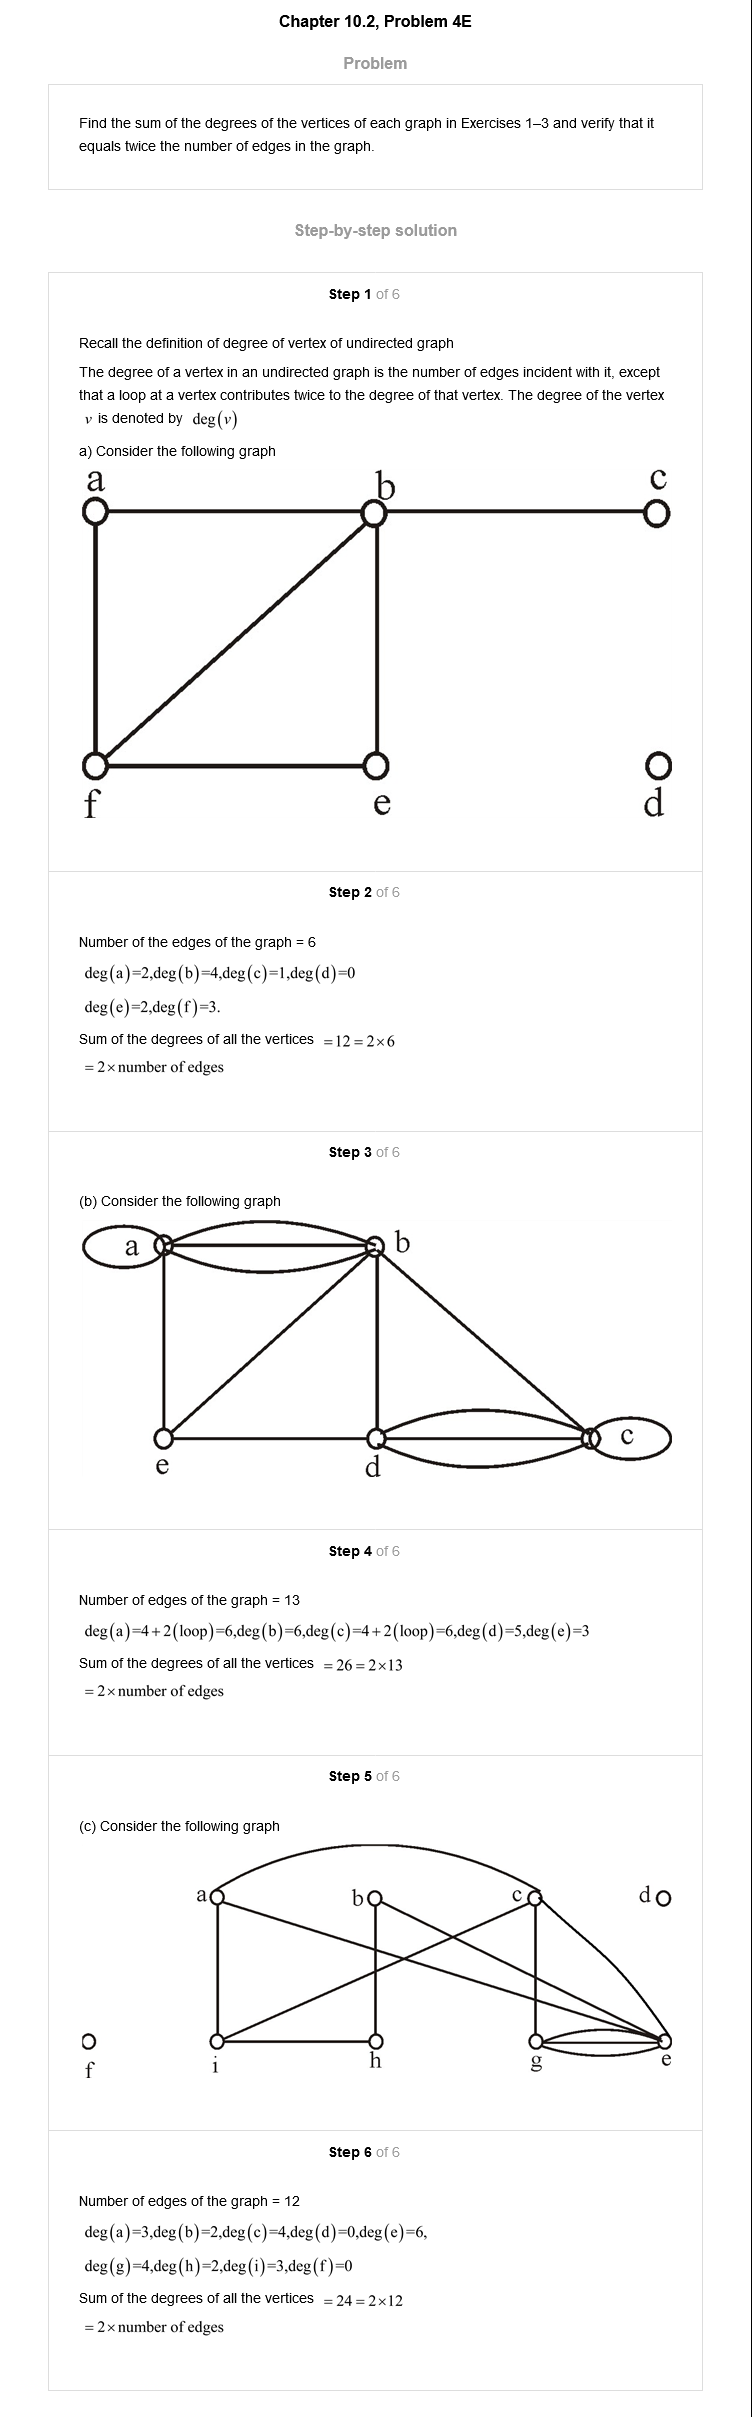 Chapter 10.2, Problem 4E
Problem
Find the sum of the degrees of the vertices of each graph in Exercises 1–3 and verify that it
equals twice the number of edges in the graph.
Step-by-step solution
Step 1 of 6
Recall the definition of degree of vertex of undirected graph
The degree of a vertex in an undirected graph is the number of edges incident with it, except
that a loop at a vertex contributes twice to the degree of that vertex. The degree of the vertex
v is denoted by deg(v)
a) Consider the following graph
a b c
f e d
Step 2 of 6
Number of the edges of the graph = 6
deg(a)=2,deg(b)=4,deg(c)=1,deg(d)=0
deg(e)=2,deg(f)=3.
Sum of the degrees of all the vertices =12=2×6
=2×number of edges
Step 3 of 6
(b) Consider the following graph
a b
c
e d
Step 4 of 6
Number of edges of the graph = 13
deg(a)=4+2(loop)=6,deg(b)=6,deg(c)=4+2(loop)=6,deg(d)=5,deg(e)=3
Sum of the degrees of all the vertices =26=2×13
=2×number of edges
Step 5 of 6
(c) Consider the following graph
a b c d
f i h g e
Step 6 of 6
Number of edges of the graph = 12
deg(a)=3,deg(b)=2,deg(c)=4,deg(d)=0,deg(e)=6,
deg(g)=4,deg(h)=2,deg(i)=3,deg(f)=0
Sum of the degrees of all the vertices =24=2×12
=2×number of edges